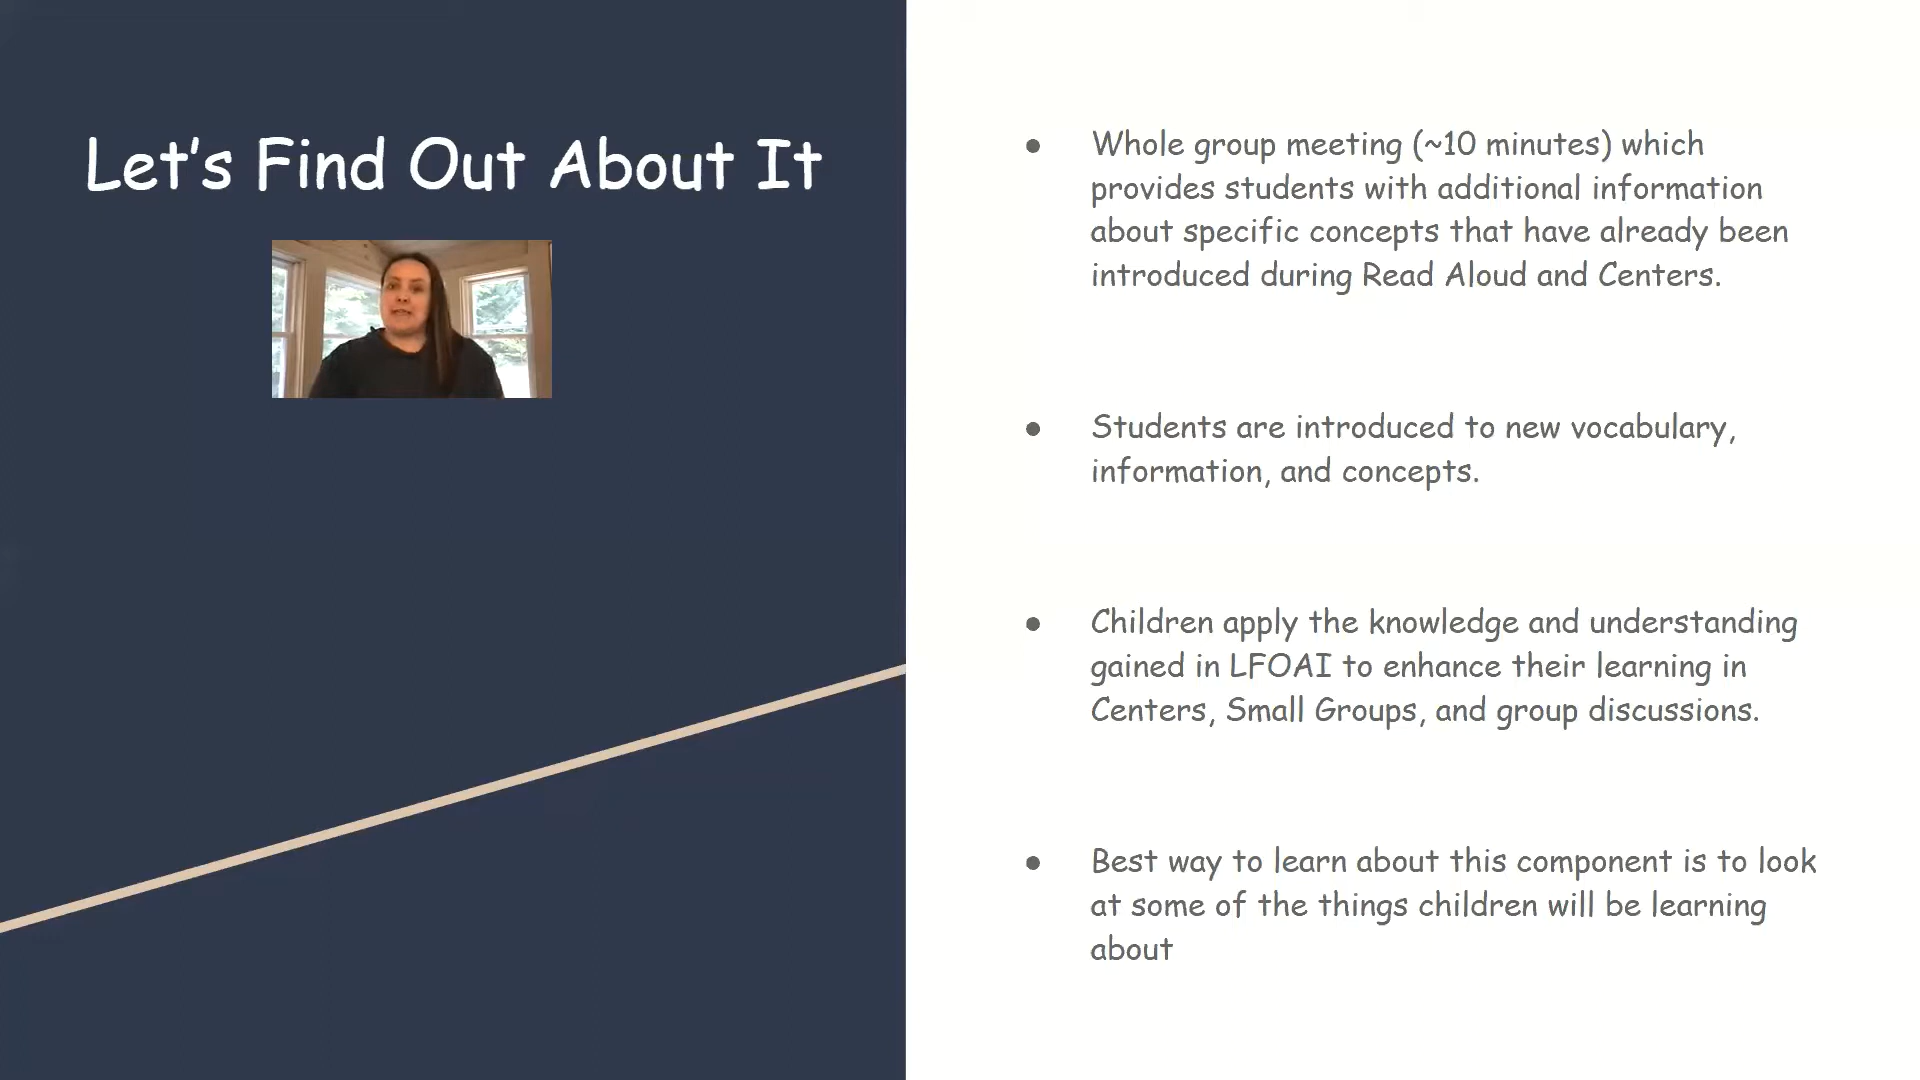 Let's Find Out About It
● Whole group meeting (~10 minutes) which
provides students with additional information
about specific concepts that have already been
introduced during Read Aloud and Centers.
● Students are introduced to new vocabulary,
information, and concepts.
● Children apply the knowledge and understanding
gained in LFOAI to enhance their learning in
Centers, Small Groups, and group discussions.
● Best way to learn about this component is to look
at some of the things children will be learning
about